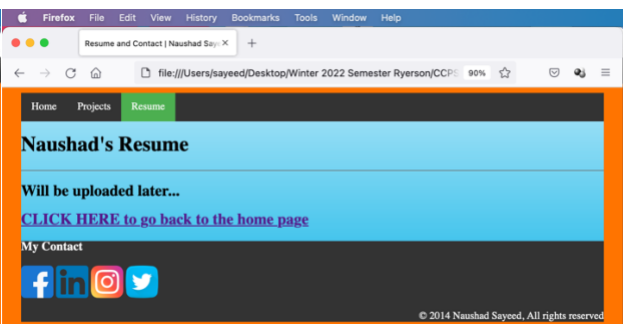 Firefox File Edit View History Bookmarks Tools Window Help
Resume and Contact | Naushad Say
file:///Users/sayeed/Desktop/Winter 2022 Semester Ryerson/CCPS 90%
Home Projects Resume
Naushad's Resume
Will be uploaded later...
CLICK HERE to go back to the home page
My Contact
f in
© 2014 Naushad Sayeed, All rights reserved